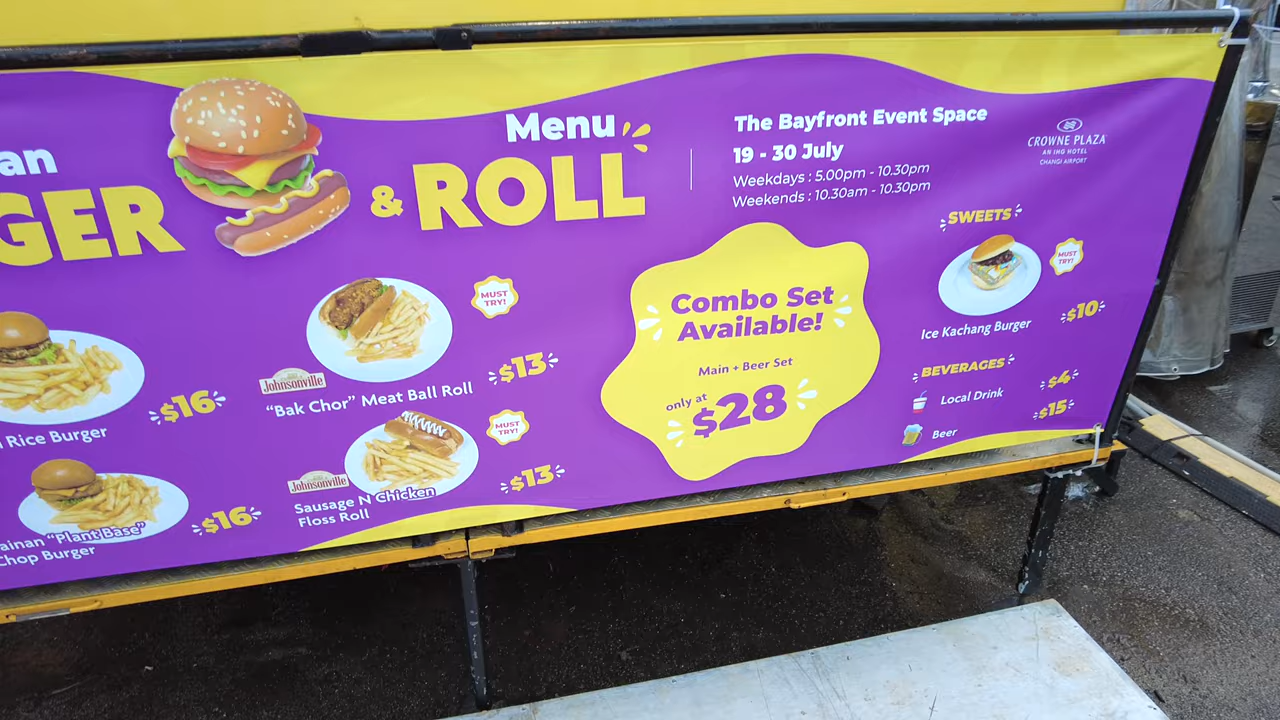 an
GER
& ROLL
Menu
The Bayfront Event Space
19 - 30 July
Weekdays : 5.00pm - 10.30pm
Weekends : 10.30am - 10.30pm
CROWNE PLAZA
AN IHG HOTEL
CHANGI AIRPORT
Rice Burger
$16
ainan "Plant Base"
Chop Burger
$16
MUST
TRY!
Johnsonville
"Bak Chor" Meat Ball Roll
$13
MUST
TRY!
Johnsonville
Sausage N Chicken
Floss Roll
$13
Combo Set
Available!
Main + Beer Set
only at
$28
SWEETS
MUST
TRY!
Ice Kachang Burger
$10
BEVERAGES
Local Drink
$4
Beer
$15